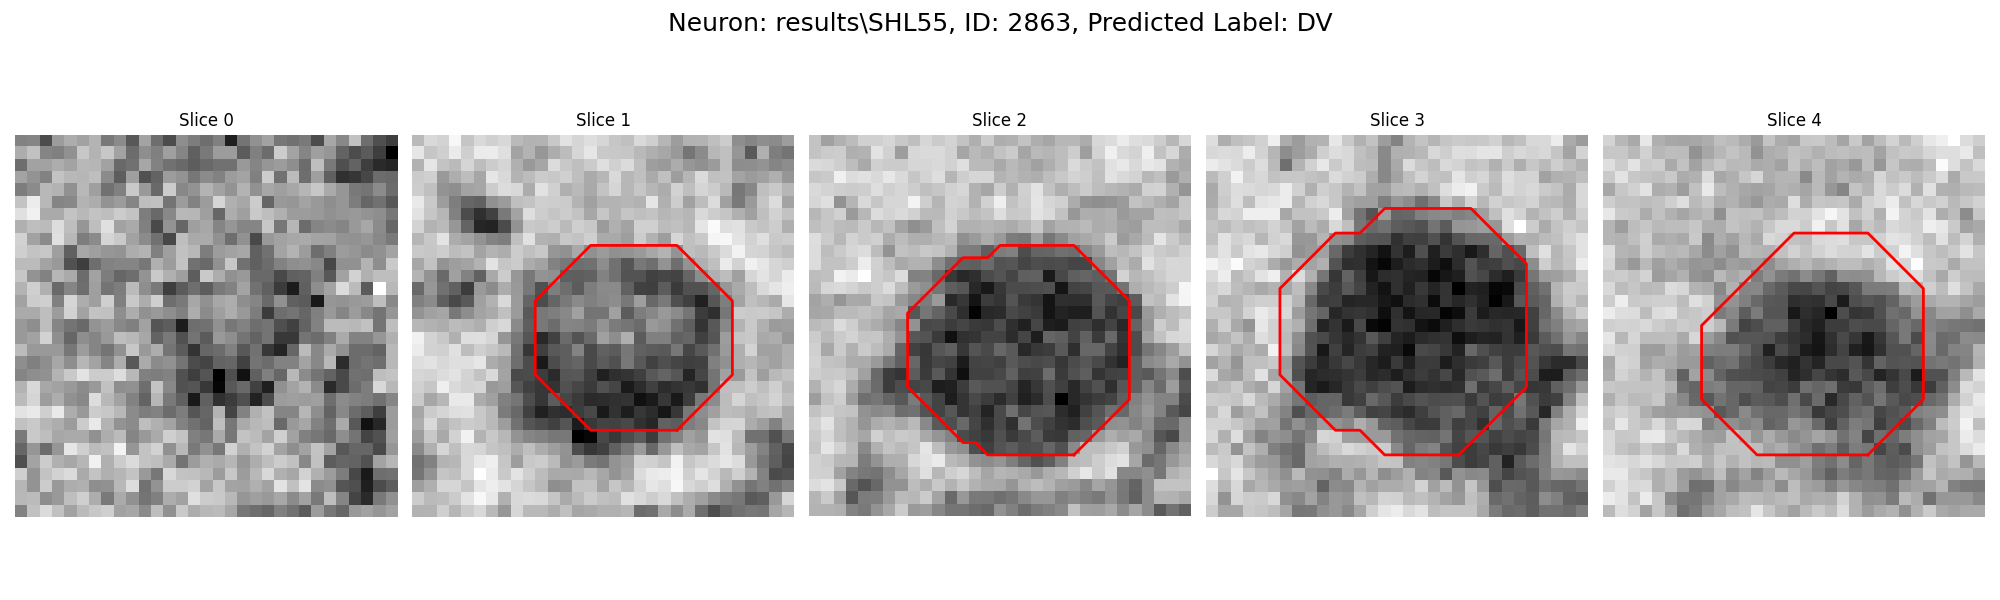 Neuron: results\SHL55, ID: 2863, Predicted Label: DV
Slice 0
Slice 1
Slice 2
Slice 3
Slice 4